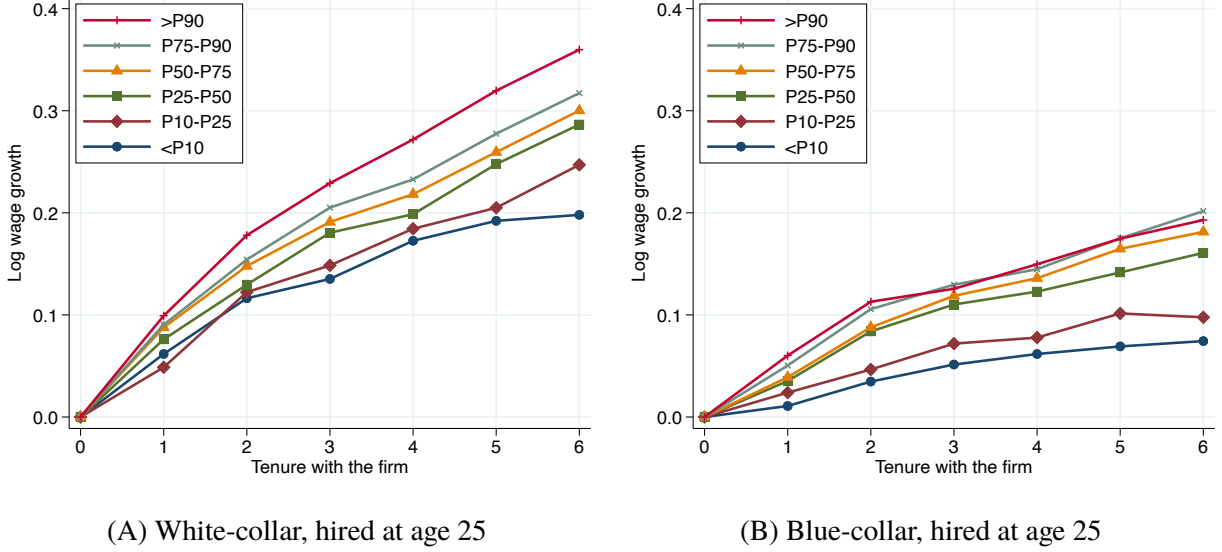 >P90
P75-P90
P50-P75
P25-P50
P10-P25
<P10
0.4
0.3
0.2
0.1
0.0
Log wage growth
0 1 2 3 4 5 6
Tenure with the firm
(A) White-collar, hired at age 25
>P90
P75-P90
P50-P75
P25-P50
P10-P25
<P10
0.4
0.3
0.2
0.1
0.0
Log wage growth
0 1 2 3 4 5 6
Tenure with the firm
(B) Blue-collar, hired at age 25